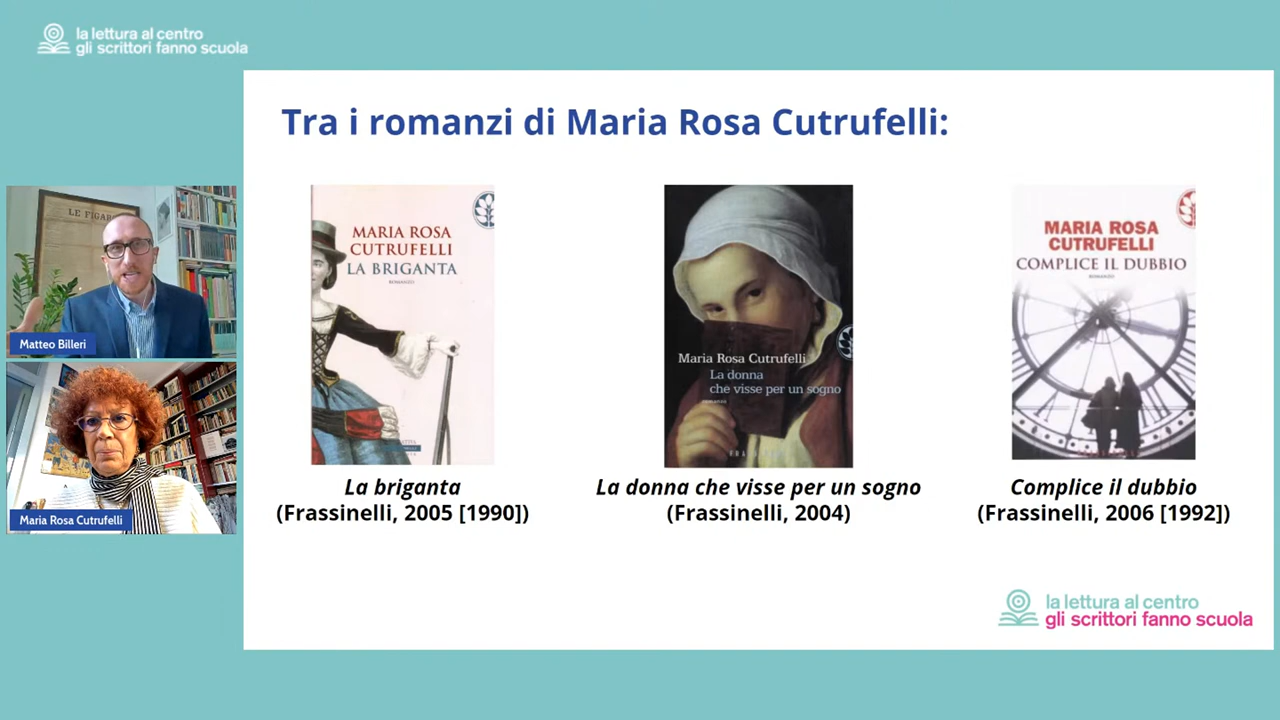 la lettura al centro
gli scrittori fanno scuola
Tra i romanzi di Maria Rosa Cutrufelli:
LE FIGAR
Matteo Billeri
Maria Rosa Cutrufelli
MARIA ROSA
CUTRUFELLI
LA BRIGANTA
ROMANZO
La briganta
(Frassinelli, 2005 [1990])
Maria Rosa Cutrufelli
La donna
che visse per un sogno
romanzo
La donna che visse per un sogno
(Frassinelli, 2004)
MARIA ROSA
CUTRUFELLI
COMPLICE IL DUBBIO
ROMANZO
Complice il dubbio
(Frassinelli, 2006 [1992])
la lettura al centro
gli scrittori fanno scuola